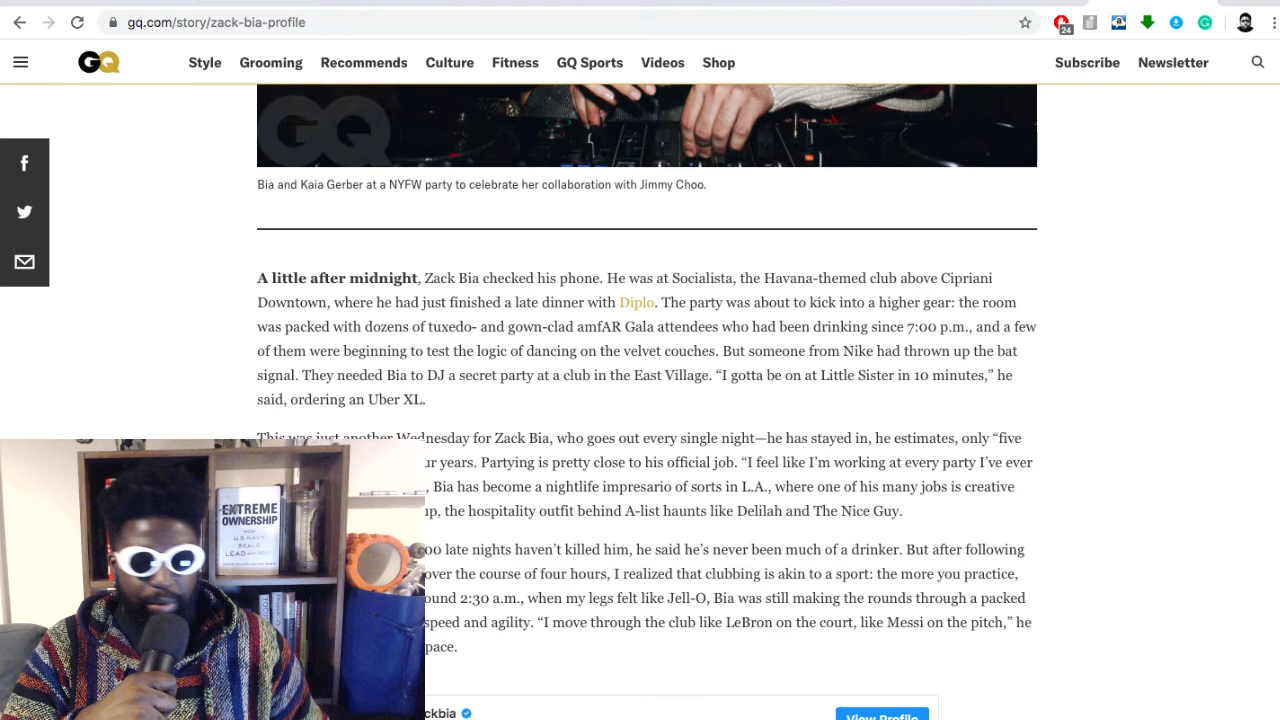 gq.com/story/zack-bia-profile
24
GQ
Style Grooming Recommends Culture Fitness GQ Sports Videos Shop
Subscribe Newsletter
GQ
Bia and Kaia Gerber at a NYFW party to celebrate her collaboration with Jimmy Choo.
A little after midnight, Zack Bia checked his phone. He was at Socialista, the Havana-themed club above Cipriani
Downtown, where he had just finished a late dinner with Diplo. The party was about to kick into a higher gear: the room
was packed with dozens of tuxedo- and gown-clad amfAR Gala attendees who had been drinking since 7:00 p.m., and a few
of them were beginning to test the logic of dancing on the velvet couches. But someone from Nike had thrown up the bat
signal. They needed Bia to DJ a secret party at a club in the East Village. “I gotta be on at Little Sister in 10 minutes,” he
said, ordering an Uber XL.
This was just another Wednesday for Zack Bia, who goes out every single night—he has stayed in, he estimates, only “five
ur years. Partying is pretty close to his official job. “I feel like I’m working at every party I’ve ever
, Bia has become a nightlife impresario of sorts in L.A., where one of his many jobs is creative
up, the hospitality outfit behind A-list haunts like Delilah and The Nice Guy.
00 late nights haven’t killed him, he said he’s never been much of a drinker. But after following
over the course of four hours, I realized that clubbing is akin to a sport: the more you practice,
ound 2:30 a.m., when my legs felt like Jell-O, Bia was still making the rounds through a packed
speed and agility. “I move through the club like LeBron on the court, like Messi on the pitch,” he
pace.
ckbia
View Profile
EXTREME
OWNERSHIP
U.S. NAVY
SEALS
LEAD AND WIN